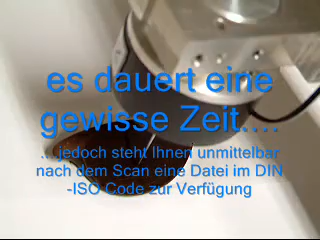 es dauert eine
gewisse Zeit....
... jedoch steht Ihnen unmittelbar
nach dem Scan eine Datei im DIN
-ISO Code zur Verfügung